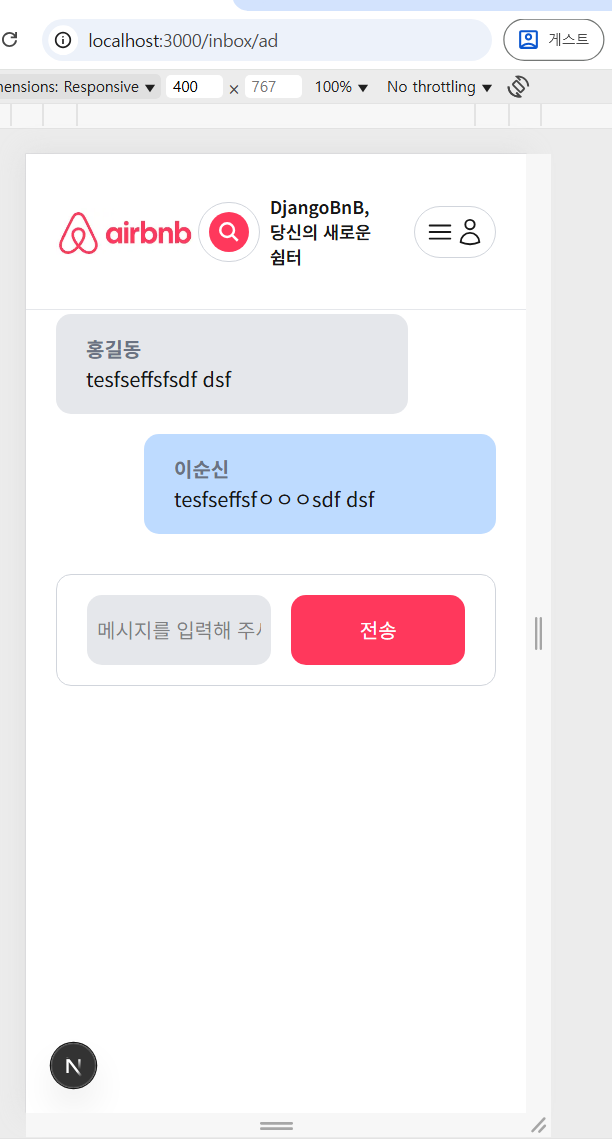 localhost:3000/inbox/ad
게스트
ensions: Responsive ▼ 400 × 767 100% ▼ No throttling ▼
airbnb
DjangoBnB,
당신의 새로운
쉼터
홍길동
tesfseffsfsdf dsf
이순신
tesfseffsfㅇㅇㅇsdf dsf
메시지를 입력해 주
전송
N